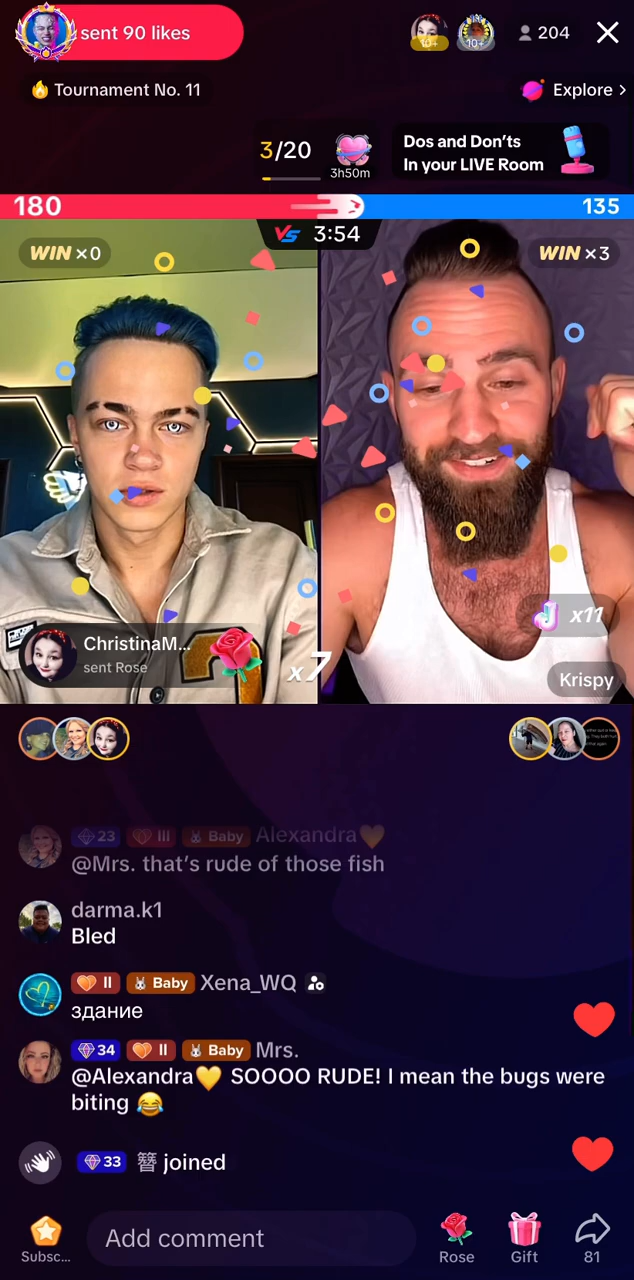 sent 90 likes
10+
10+
204
Tournament No. 11
Explore
3/20
3h50m
Dos and Don'ts
In your LIVE Room
180
135
VS 3:54
WIN ×0
WIN ×3
ChristinaM...
sent Rose
x7
x11
Krispy
23 III Baby Alexandra💛
@Mrs. that's rude of those fish
darma.k1
Bled
II Baby Xena_WQ
здание
34 II Baby Mrs.
@Alexandra💛 SOOOO RUDE! I mean the bugs were
biting 😂
33 joined
Add comment
Subsc...
Rose
Gift
81